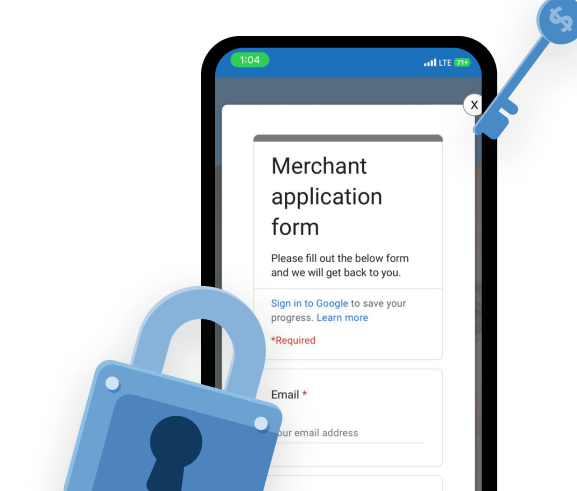 1:04
LTE 71
X
Merchant
application
form
Please fill out the below form
and we will get back to you.
Sign in to Google to save your
progress. Learn more
*Required
Email *
our email address
$